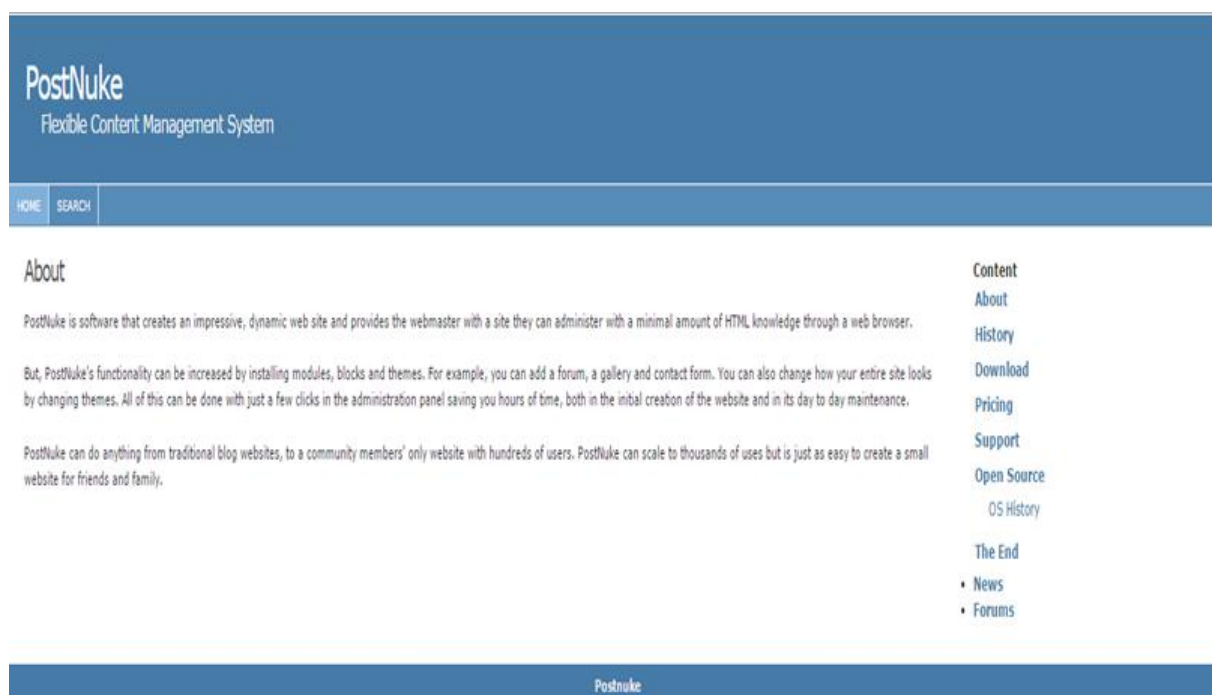 PostNuke
Flexible Content Management System
HOME SEARCH
About
PostNuke is software that creates an impressive, dynamic web site and provides the webmaster with a site they can administer with a minimal amount of HTML knowledge through a web browser.
But, PostNuke's functionality can be increased by installing modules, blocks and themes. For example, you can add a forum, a gallery and contact form. You can also change how your entire site looks
by changing themes. All of this can be done with just a few clicks in the administration panel saving you hours of time, both in the initial creation of the website and in its day to day maintenance.
PostNuke can do anything from traditional blog websites, to a community members' only website with hundreds of users. PostNuke can scale to thousands of uses but is just as easy to create a small
website for friends and family.
Content
About
History
Download
Pricing
Support
Open Source
OS History
The End
• News
• Forums
Postnuke